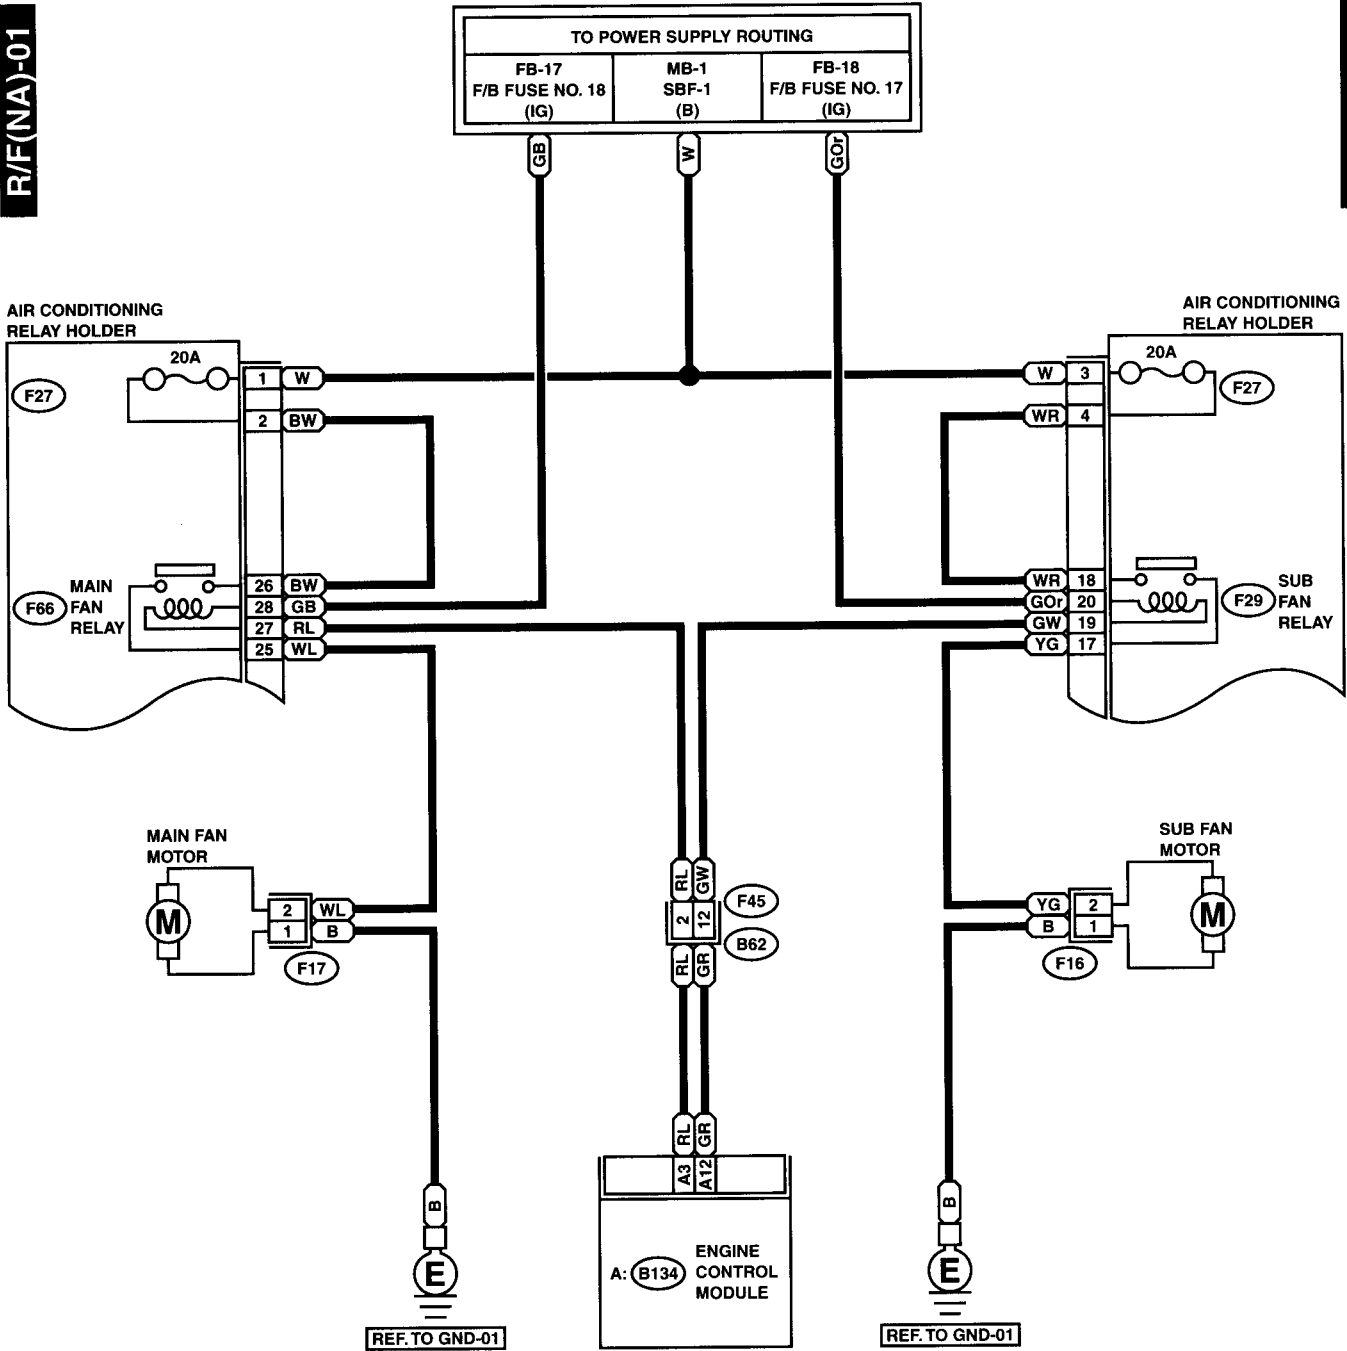 R/F(NA)-01
TO POWER SUPPLY ROUTING
FB-17
F/B FUSE NO. 18
(IG)
MB-1
SBF-1
(B)
FB-18
F/B FUSE NO. 17
(IG)
GB
W
GOr
AIR CONDITIONING
RELAY HOLDER
20A
F27
1 W
2 BW
MAIN
FAN
RELAY
F66
26 BW
28 GB
27 RL
25 WL
AIR CONDITIONING
RELAY HOLDER
20A
F27
W 3
WR 4
WR 18
GOr 20
GW 19
YG 17
F29
SUB
FAN
RELAY
MAIN FAN
MOTOR
M
2 WL
1 B
F17
RL GW
2 12
F45
B62
RL GR
SUB FAN
MOTOR
YG 2
B 1
M
F16
RL GR
A3 A12
A: B134
ENGINE
CONTROL
MODULE
B
E
REF. TO GND-01
B
E
REF. TO GND-01